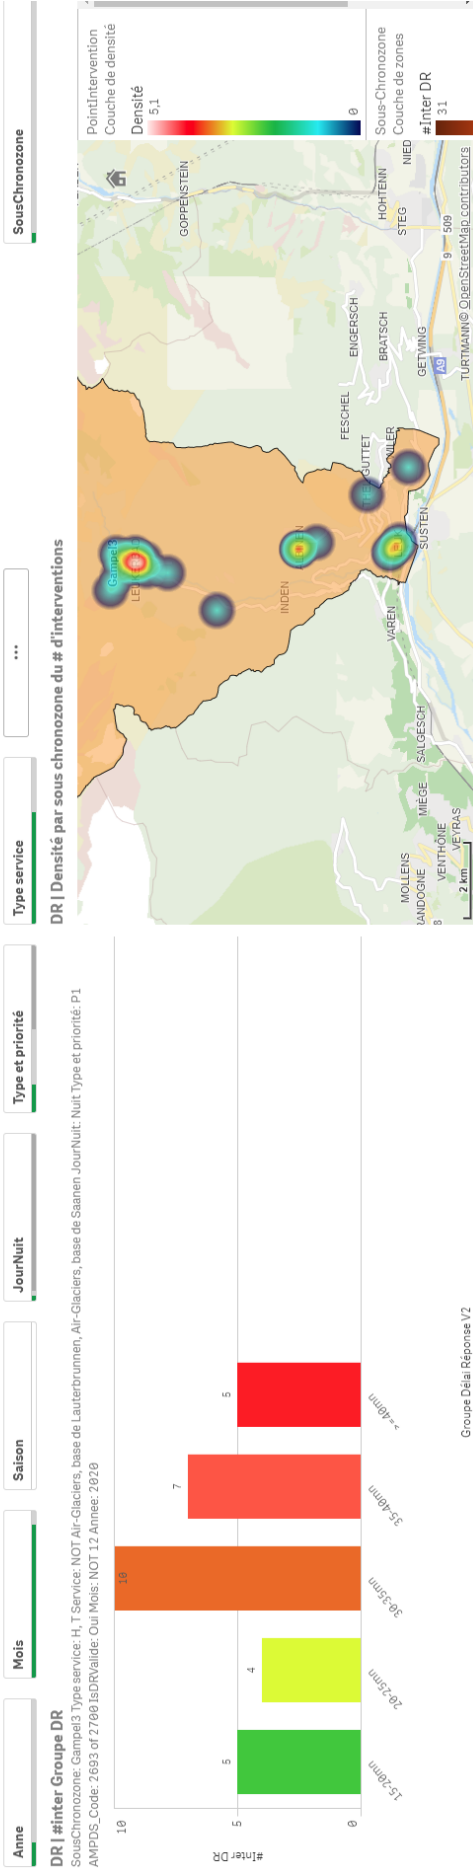 Anne
Mois
Saison
JourNuit
Type et priorité
Type service
...
SousChronozone
DR | #inter Groupe DR
SousChronozone: Gampel3 Type service: H, T Service: NOT Air-Glaciers, base de Lauterbrunnen, Air-Glaciers, base de Saanen JourNuit: Nuit Type et priorité: P1
AMPDS_Code: 2693 of 2700 IsDRValide: Oui Mois: NOT 12 Annee: 2020
#Inter DR
10
5
0
5
4
10
7
5
15-20mn
20-25mn
30-35mn
35-40mn
>=40mn
Groupe Délai Réponse V2
DR | Densité par sous chronozone du # d'interventions
GOPPENSTEIN
Gampel3
INDEN
ENGERSCH
FESCHEL
BRATSCH
GUTTET
HOHTENN
STEG
NIED
GETWING
VAREN
SUSTEN
SALGESCH
MIÈGE
MOLLENS
RANDOGNE
VENTHÔNE
VEYRAS
A9
9
509
TURTMANN
2 km
© OpenStreetMap contributors
PointIntervention
Couche de densité
Densité
5,1
0
Sous-Chronozone
Couche de zones
#Inter DR
31